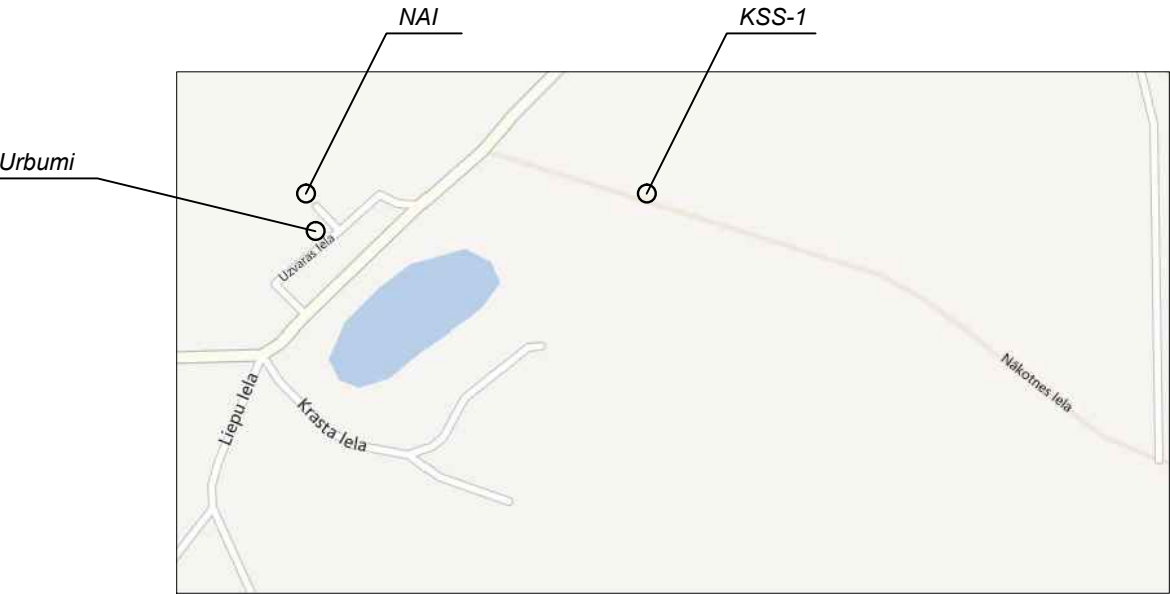 NAI
KSS-1
Urbumi
Uzvaras Iela
Nākotnes Iela
Liepu Iela
Krasta Iela